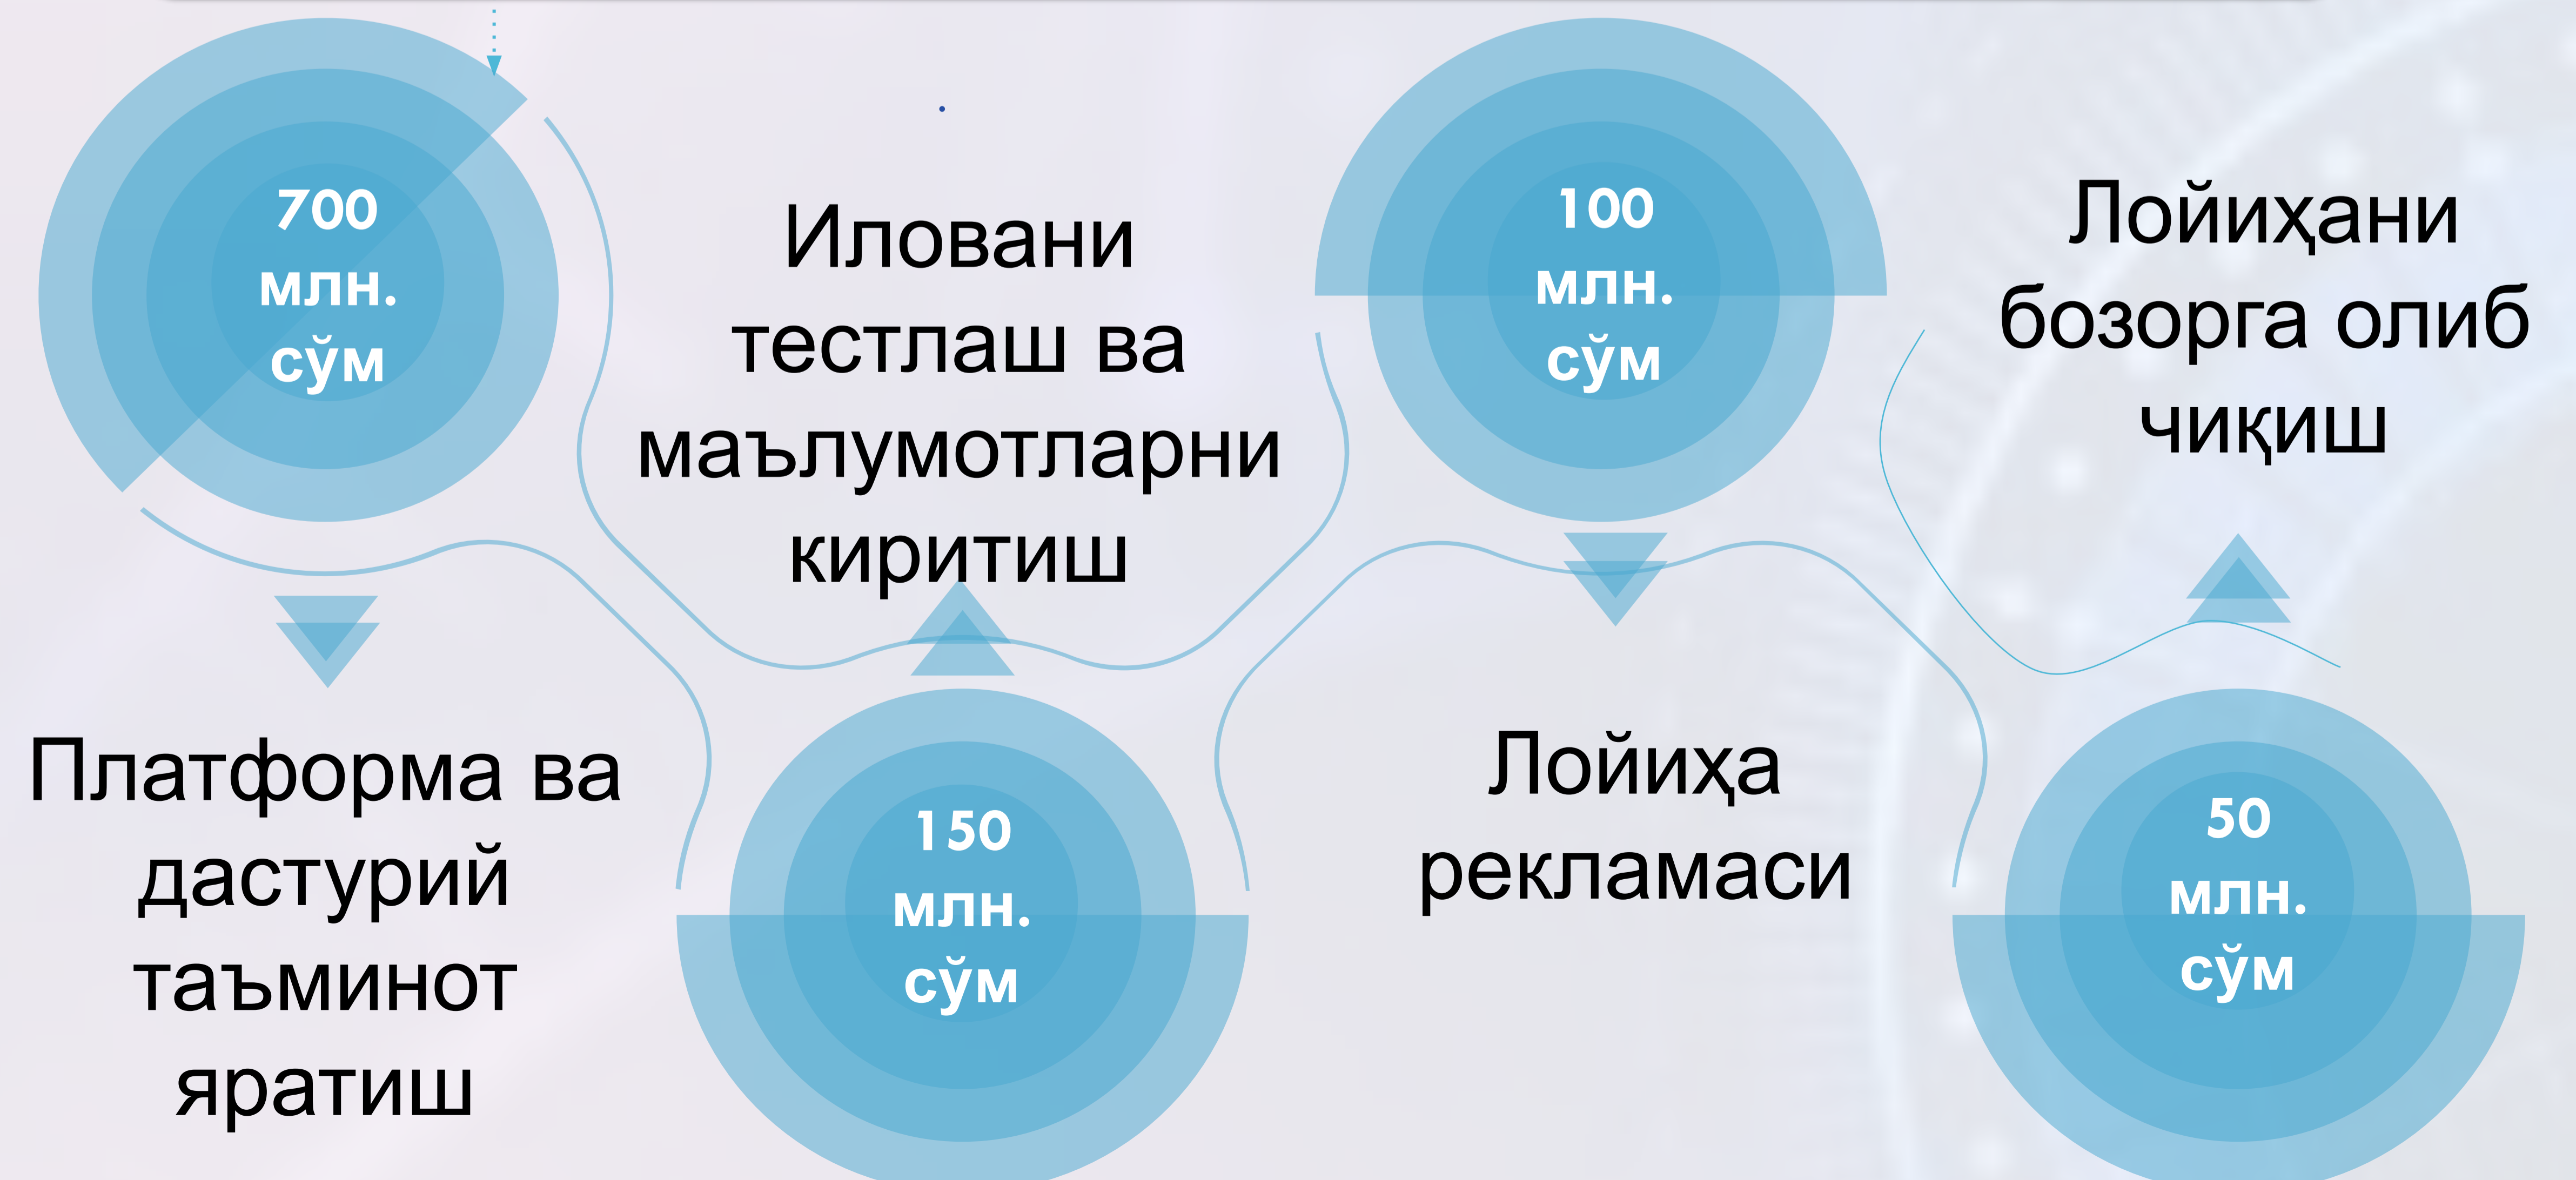 700
млн.
сўм
Платформа ва
дастурий
таъминот
яратиш
Иловани
тестлаш ва
маълумотларни
киритиш
150
млн.
сўм
100
млн.
сўм
Лойиҳа
рекламаси
Лойиҳани
бозорга олиб
чиқиш
50
млн.
сўм